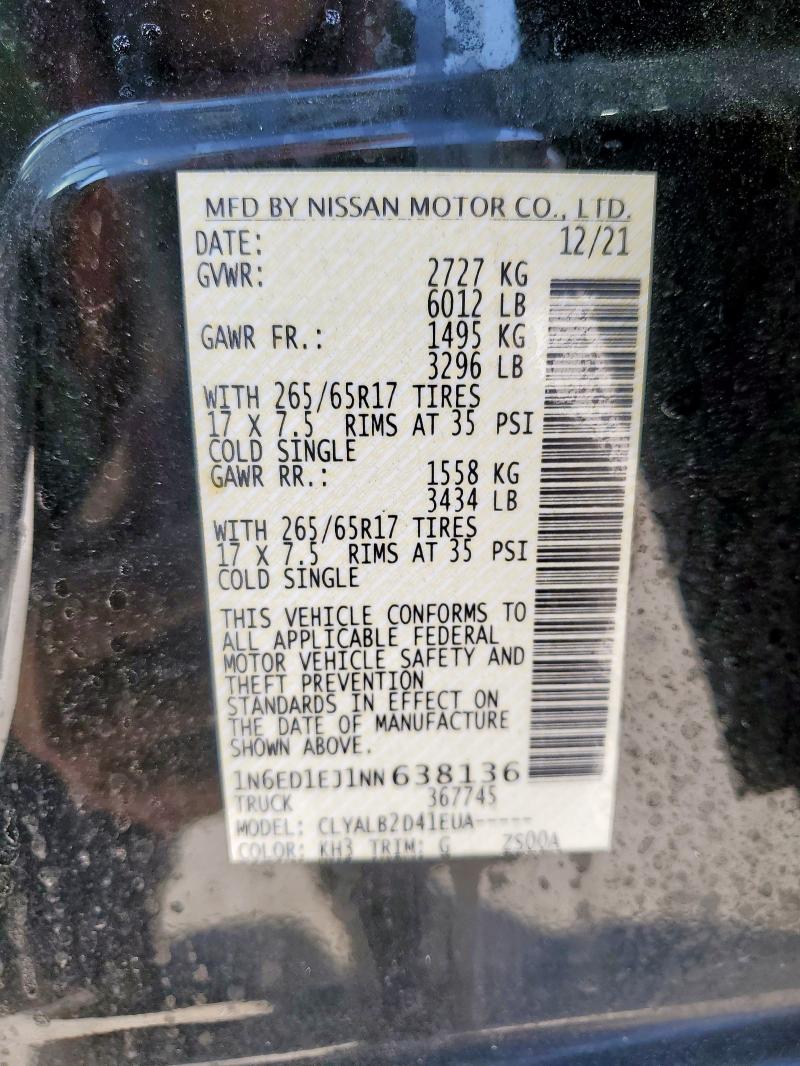 MFD BY NISSAN MOTOR CO., LTD.
DATE: 12/21
GVWR: 2727 KG
6012 LB
GAWR FR.: 1495 KG
3296 LB
WITH 265/65R17 TIRES
17 X 7.5 RIMS AT 35 PSI
COLD SINGLE
GAWR RR.: 1558 KG
3434 LB
WITH 265/65R17 TIRES
17 X 7.5 RIMS AT 35 PSI
COLD SINGLE
THIS VEHICLE CONFORMS TO
ALL APPLICABLE FEDERAL
MOTOR VEHICLE SAFETY AND
THEFT PREVENTION
STANDARDS IN EFFECT ON
THE DATE OF MANUFACTURE
SHOWN ABOVE.
1N6ED1EJ1NN638136
TRUCK 367745
MODEL: CLYALB2D41EUA-----
COLOR: KH3 TRIM: G ZS00A